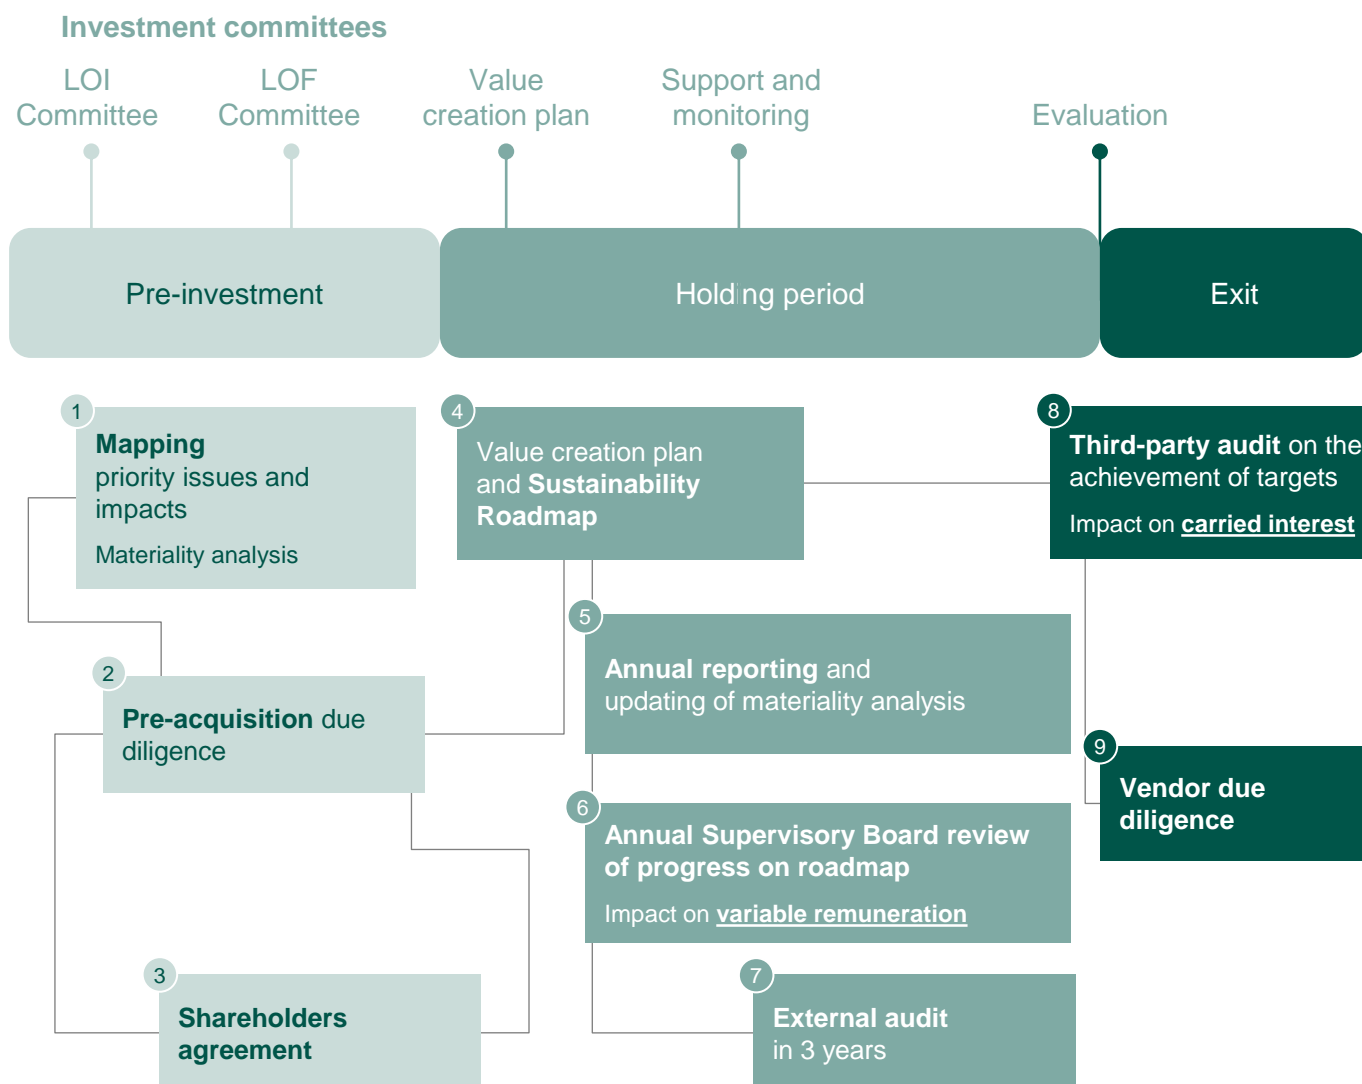 Investment committees
LOI
Committee
LOF
Committee
Value
creation plan
Support and
monitoring
Evaluation
Pre-investment
Holding period
Exit
1
Mapping
priority issues and
impacts
Materiality analysis
2
Pre-acquisition due
diligence
3
Shareholders
agreement
4
Value creation plan
and Sustainability
Roadmap
5
Annual reporting and
updating of materiality analysis
6
Annual Supervisory Board review
of progress on roadmap
Impact on variable remuneration
7
External audit
in 3 years
8
Third-party audit on the
achievement of targets
Impact on carried interest
9
Vendor due
diligence